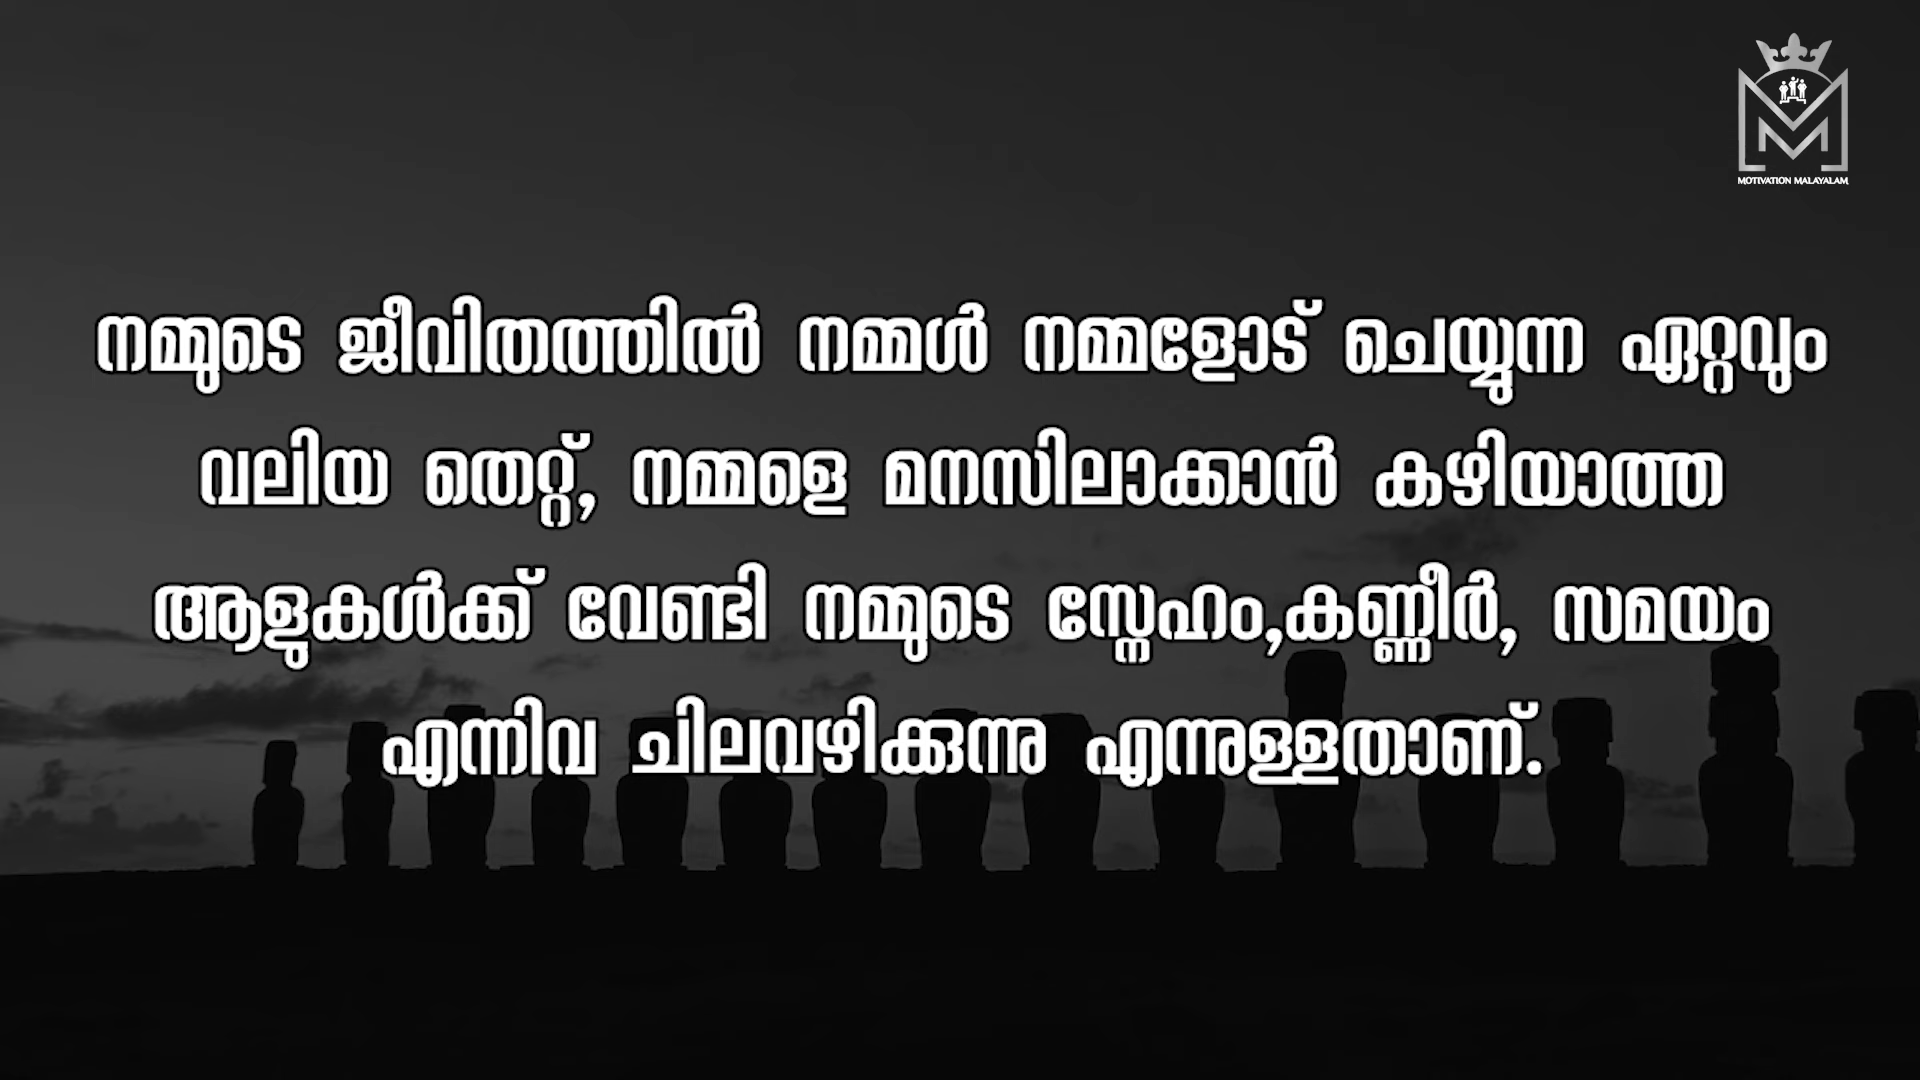 MOTIVATION MALAYALAM
നമ്മുടെ ജീവിതത്തിൽ നമ്മൾ നമ്മളോട് ചെയ്യുന്ന ഏറ്റവും
വലിയ തെറ്റ്, നമ്മളെ മനസിലാക്കാൻ കഴിയാത്ത
ആളുകൾക്ക് വേണ്ടി നമ്മുടെ സ്നേഹം,കണ്ണീർ, സമയം
എന്നിവ ചിലവഴിക്കുന്നു എന്നുള്ളതാണ്.